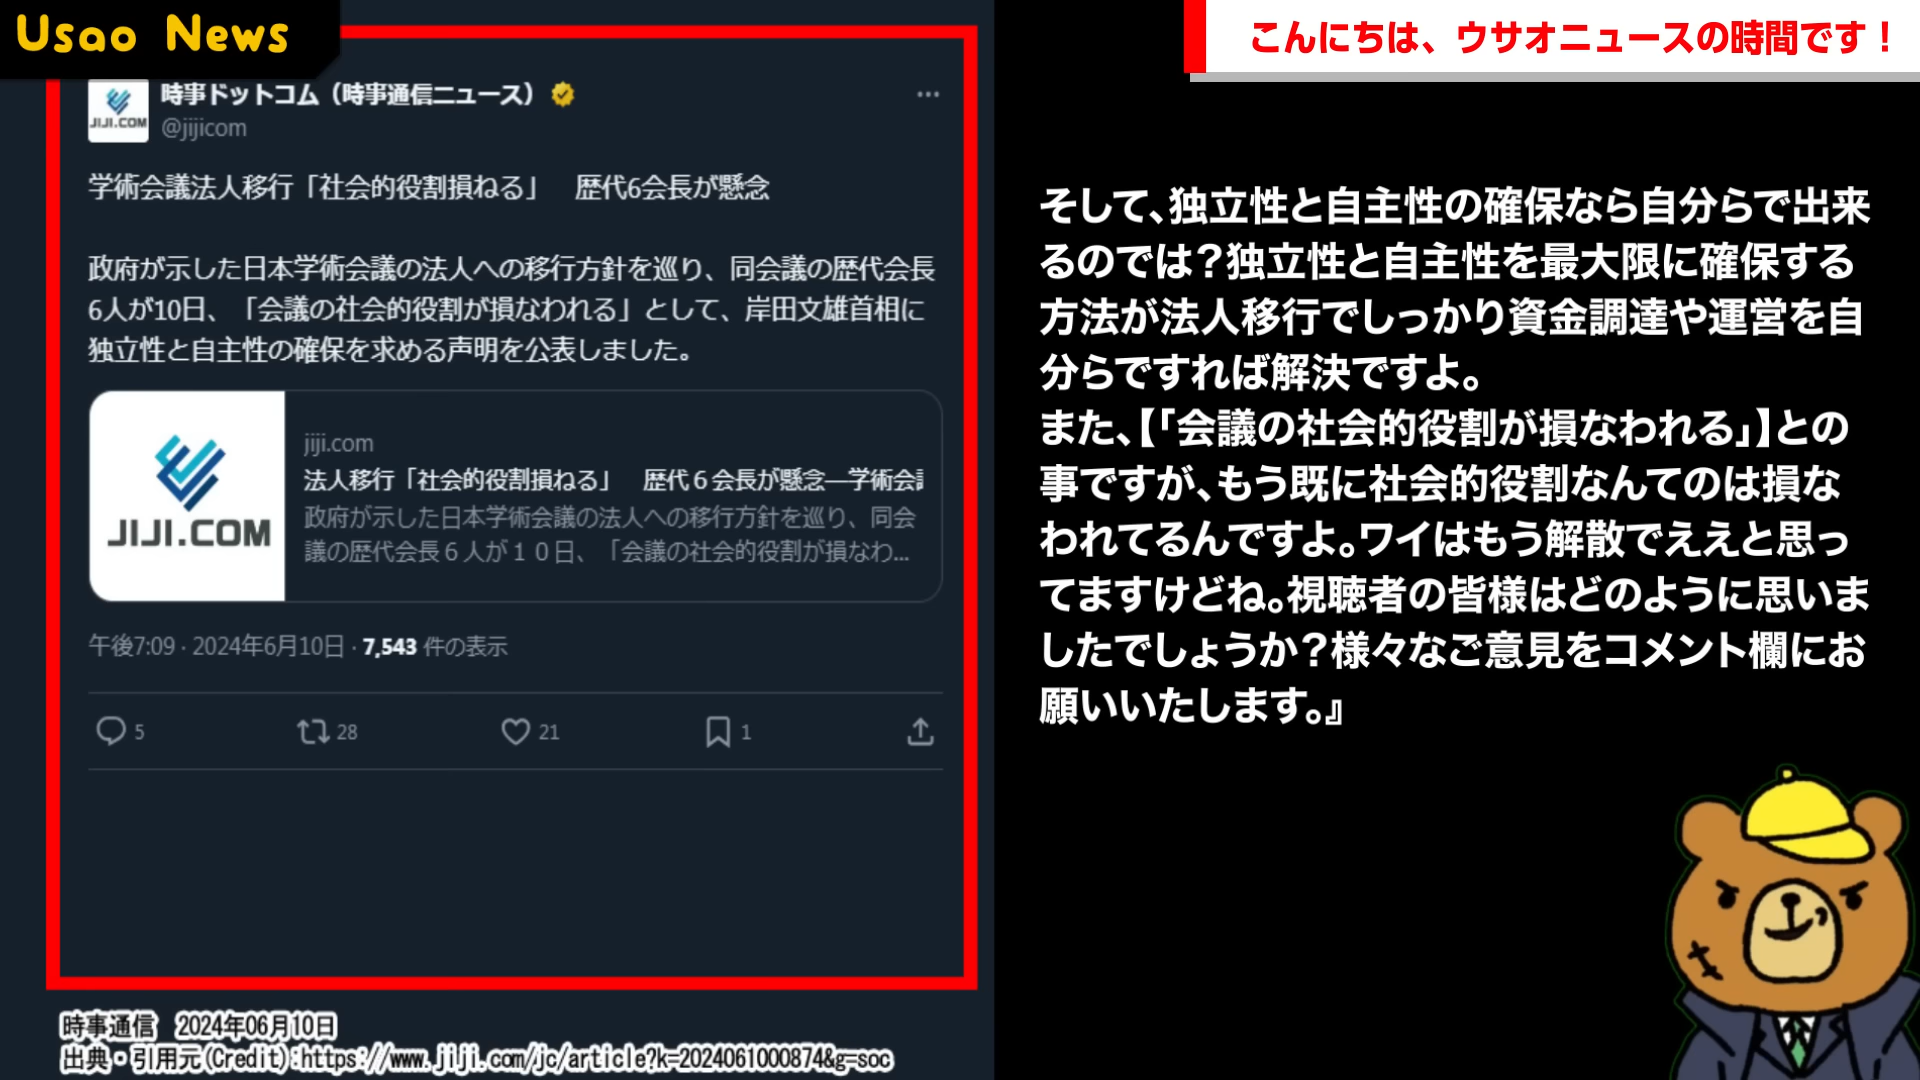 Usao News
こんにちは、ウサオニュースの時間です！
時事ドットコム（時事通信ニュース）
@jijicom
JIJI.COM
学術会議法人移行「社会的役割損ねる」　歴代6会長が懸念
政府が示した日本学術会議の法人への移行方針を巡り、同会議の歴代会長
6人が10日、「会議の社会的役割が損なわれる」として、岸田文雄首相に
独立性と自主性の確保を求める声明を公表しました。
JIJI.COM
jiji.com
法人移行「社会的役割損ねる」　歴代６会長が懸念―学術会議
政府が示した日本学術会議の法人への移行方針を巡り、同会
議の歴代会長６人が１０日、「会議の社会的役割が損なわ...
午後7:09 · 2024年6月10日 · 7,543 件の表示
5 28 21 1
時事通信　2024年06月10日
出典・引用元(Credit):https://www.jiji.com/jc/article?k=2024061000874&g=soc
そして、独立性と自主性の確保なら自分らで出来
るのでは？独立性と自主性を最大限に確保する
方法が法人移行でしっかり資金調達や運営を自
分らですれば解決ですよ。
また、【「会議の社会的役割が損なわれる」】との
事ですが、もう既に社会的役割なんてのは損な
われてるんですよ。ワイはもう解散でええと思っ
てますけどね。視聴者の皆様はどのように思いま
したでしょうか？様々なご意見をコメント欄にお
願いいたします。』